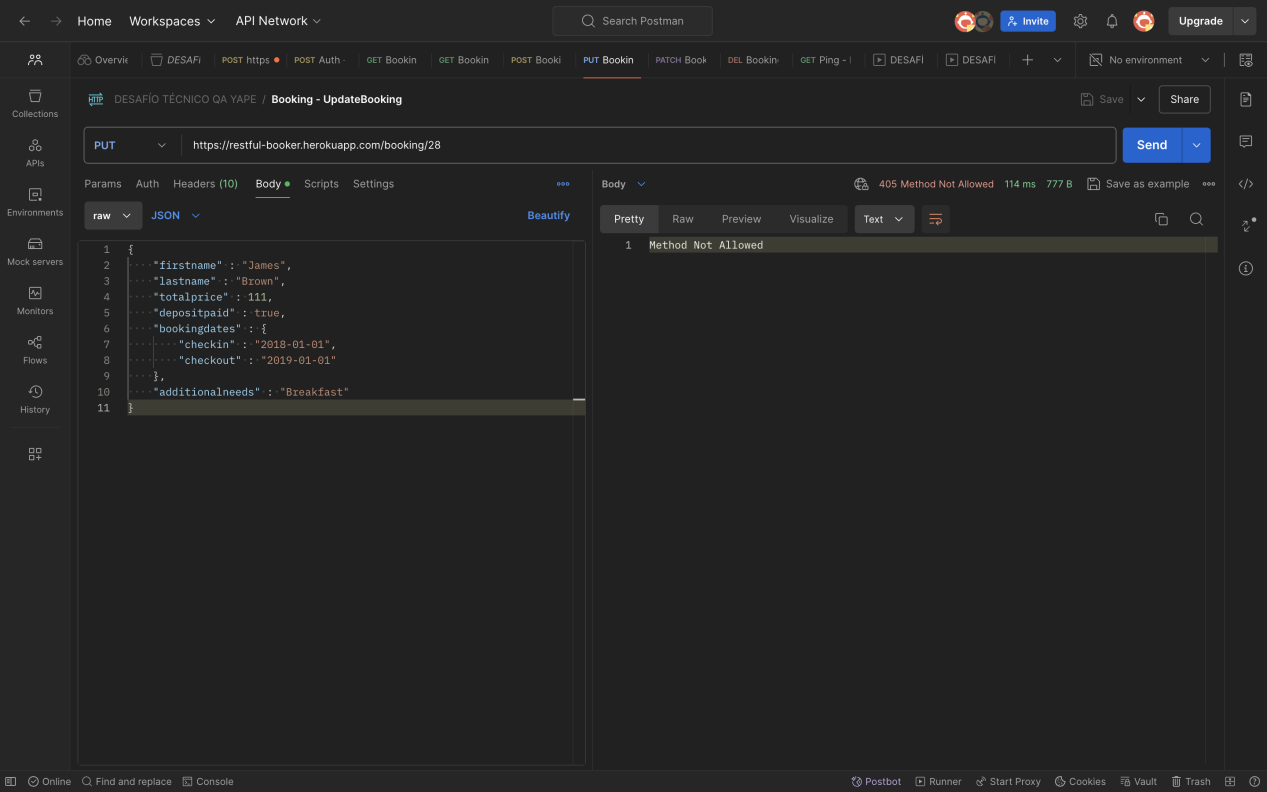 Home
Workspaces
API Network
Search Postman
Invite
Upgrade
Overvie
DESAFI
POST https
POST Auth
GET Bookin
GET Bookin
POST Booki
PUT Bookin
PATCH Book
DEL Bookin
GET Ping -
DESAFI
DESAFI
No environment
HTTP
DESAFÍO TÉCNICO QA YAPE / Booking - UpdateBooking
Save
Share
PUT
https://restful-booker.herokuapp.com/booking/28
Send
Params
Auth
Headers (10)
Body
Scripts
Settings
raw
JSON
Beautify
1 {
2 "firstname" : "James",
3 "lastname" : "Brown",
4 "totalprice" : 111,
5 "depositpaid" : true,
6 "bookingdates" : {
7 "checkin" : "2018-01-01",
8 "checkout" : "2019-01-01"
9 },
10 "additionalneeds" : "Breakfast"
11 }
Body
405 Method Not Allowed
114 ms
777 B
Save as example
Pretty
Raw
Preview
Visualize
Text
1 Method Not Allowed
Collections
APIs
Environments
Mock servers
Monitors
Flows
History
Online
Find and replace
Console
Postbot
Runner
Start Proxy
Cookies
Vault
Trash